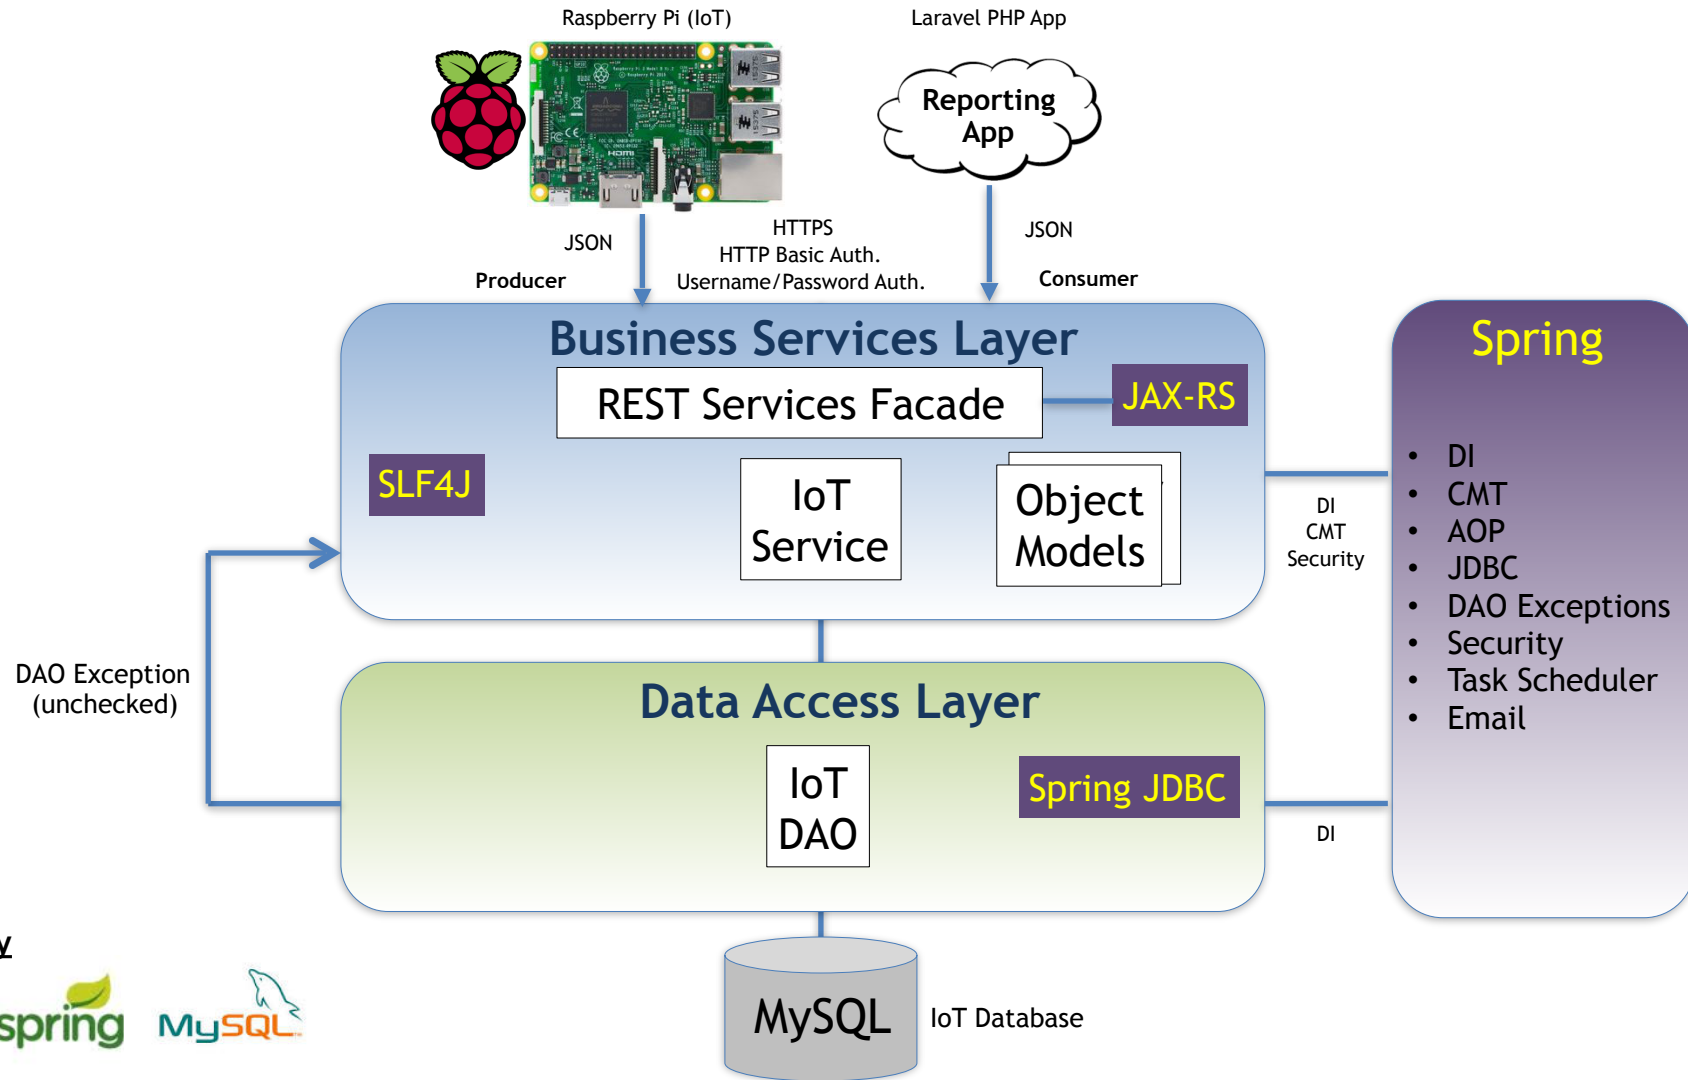 Raspberry Pi (IoT)
Laravel PHP App
Reporting
App
HDMI
JSON
HTTPS
HTTP Basic Auth.
Username/Password Auth.
JSON
Producer
Consumer
Business Services Layer
REST Services Facade
JAX-RS
SLF4J
IoT
Service
Object
Models
DI
CMT
Security
Spring
• DI
• CMT
• AOP
• JDBC
• DAO Exceptions
• Security
• Task Scheduler
• Email
DAO Exception
(unchecked)
Data Access Layer
IoT
DAO
Spring JDBC
DI
y
spring
MySQL
MySQL
IoT Database